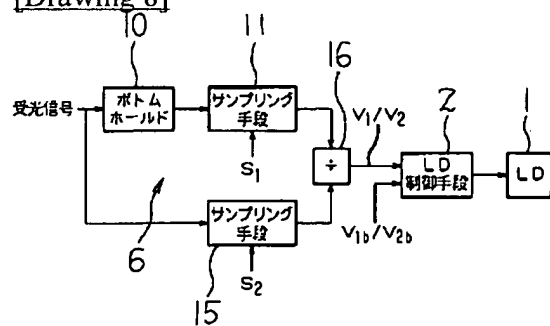 [Drawing 8]
10
11
16
2
1
受光信号
ボトム
ホールド
サンプリング
手段
÷
V1/V2
LD
制御手段
LD
S1
V1b/V2b
6
サンプリング
手段
15
S2